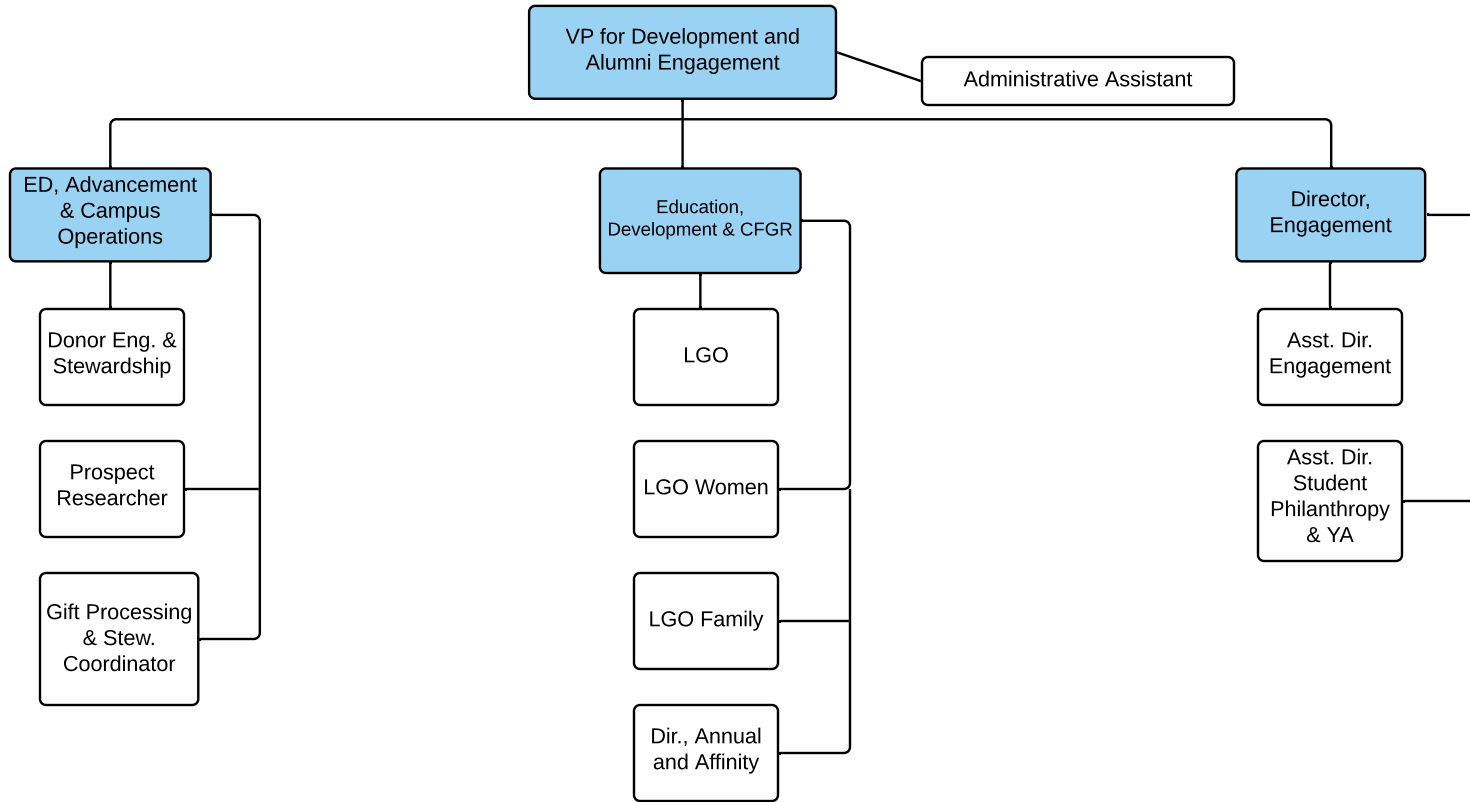 VP for Development and
Alumni Engagement
Administrative Assistant
ED, Advancement
& Campus
Operations
Education,
Development & CFGR
Director,
Engagement
Donor Eng. &
Stewardship
LGO
Asst. Dir.
Engagement
Prospect
Researcher
LGO Women
Asst. Dir.
Student
Philanthropy
& YA
Gift Processing
& Stew.
Coordinator
LGO Family
Dir., Annual
and Affinity